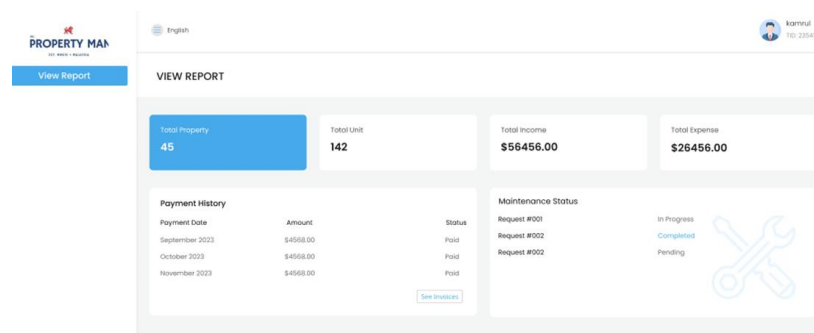 PROPERTY MAN
English
kamrul
View Report
VIEW REPORT
Total Property
45
Total Unit
142
Total Income
$56456.00
Total Expense
$26456.00
Payment History
Payment Date Amount Status
September 2023 $4568.00 Paid
October 2023 $4568.00 Paid
November 2023 $4568.00 Paid
See Invoices
Maintenance Status
Request #001 In Progress
Request #002 Completed
Request #002 Pending